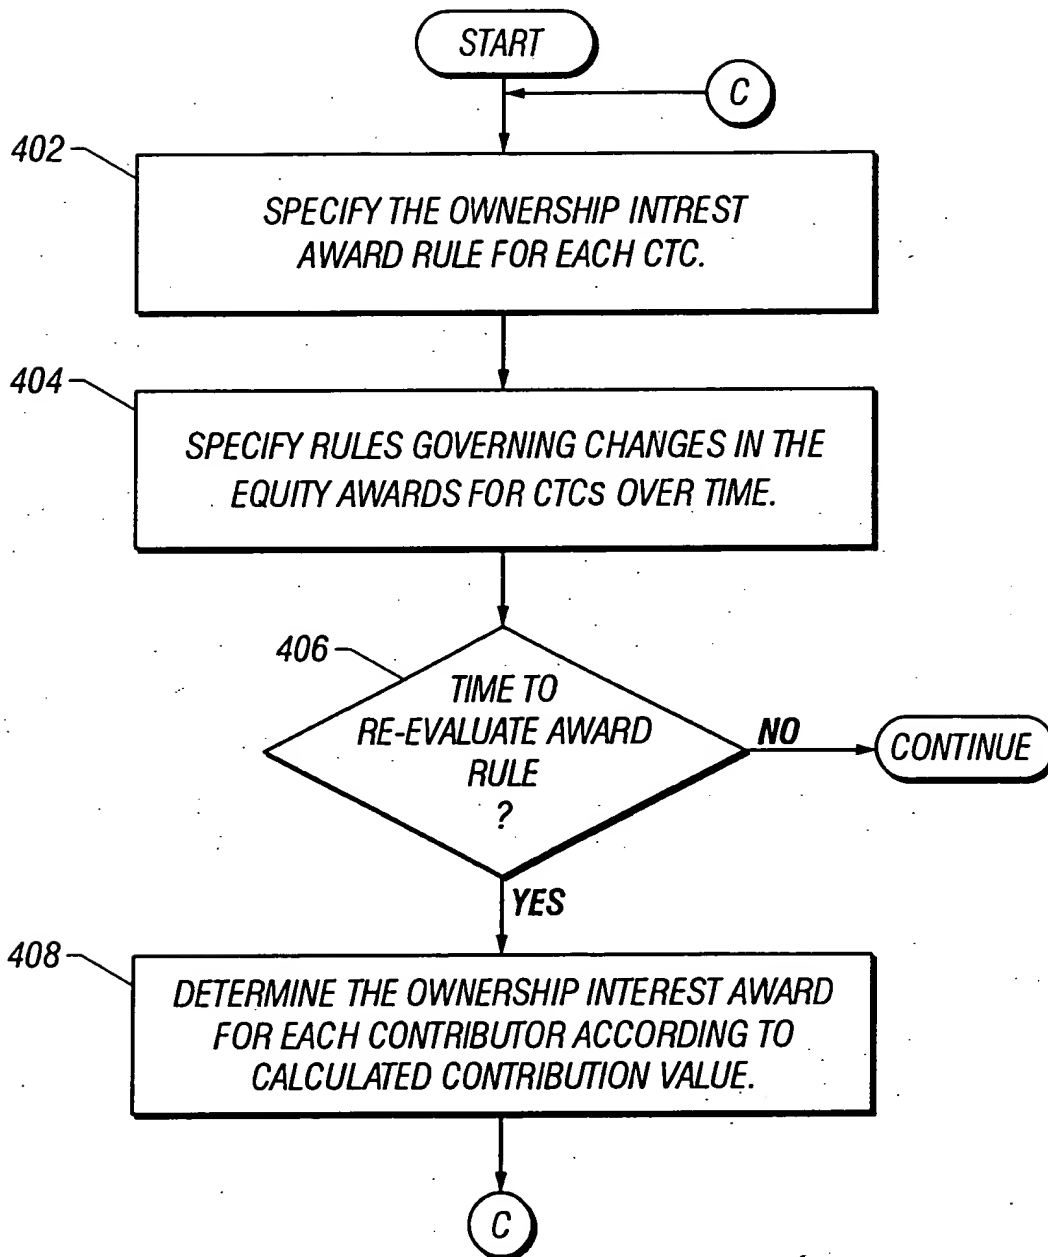 START
C
402
SPECIFY THE OWNERSHIP INTREST
AWARD RULE FOR EACH CTC.
404
SPECIFY RULES GOVERNING CHANGES IN THE
EQUITY AWARDS FOR CTCs OVER TIME.
406
TIME TO
RE-EVALUATE AWARD
RULE
?
NO
CONTINUE
YES
408
DETERMINE THE OWNERSHIP INTEREST AWARD
FOR EACH CONTRIBUTOR ACCORDING TO
CALCULATED CONTRIBUTION VALUE.
C